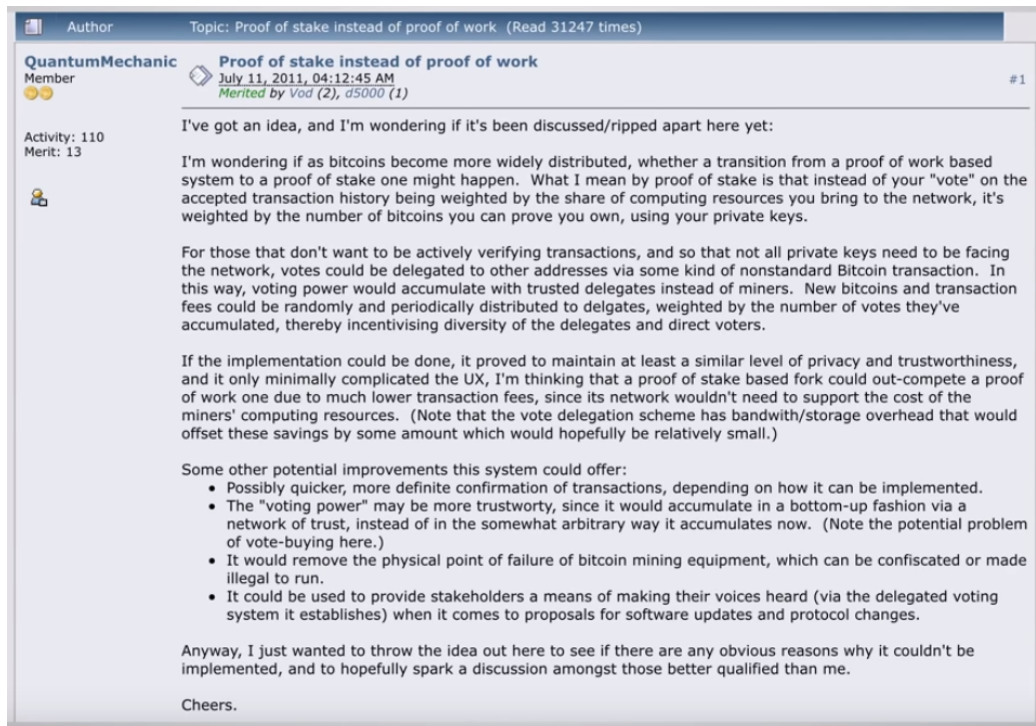 Author Topic: Proof of stake instead of proof of work (Read 31247 times)
QuantumMechanic
Member
Activity: 110
Merit: 13
Proof of stake instead of proof of work
July 11, 2011, 04:12:45 AM
Merited by Vod (2), d5000 (1)
#1
I've got an idea, and I'm wondering if it's been discussed/ripped apart here yet:
I'm wondering if as bitcoins become more widely distributed, whether a transition from a proof of work based
system to a proof of stake one might happen. What I mean by proof of stake is that instead of your "vote" on the
accepted transaction history being weighted by the share of computing resources you bring to the network, it's
weighted by the number of bitcoins you can prove you own, using your private keys.
For those that don't want to be actively verifying transactions, and so that not all private keys need to be facing
the network, votes could be delegated to other addresses via some kind of nonstandard Bitcoin transaction. In
this way, voting power would accumulate with trusted delegates instead of miners. New bitcoins and transaction
fees could be randomly and periodically distributed to delgates, weighted by the number of votes they've
accumulated, thereby incentivising diversity of the delegates and direct voters.
If the implementation could be done, it proved to maintain at least a similar level of privacy and trustworthiness,
and it only minimally complicated the UX, I'm thinking that a proof of stake based fork could out-compete a proof
of work one due to much lower transaction fees, since its network wouldn't need to support the cost of the
miners' computing resources. (Note that the vote delegation scheme has bandwith/storage overhead that would
offset these savings by some amount which would hopefully be relatively small.)
Some other potential improvements this system could offer:
• Possibly quicker, more definite confirmation of transactions, depending on how it can be implemented.
• The "voting power" may be more trustworty, since it would accumulate in a bottom-up fashion via a
network of trust, instead of in the somewhat arbitrary way it accumulates now. (Note the potential problem
of vote-buying here.)
• It would remove the physical point of failure of bitcoin mining equipment, which can be confiscated or made
illegal to run.
• It could be used to provide stakeholders a means of making their voices heard (via the delegated voting
system it establishes) when it comes to proposals for software updates and protocol changes.
Anyway, I just wanted to throw the idea out here to see if there are any obvious reasons why it couldn't be
implemented, and to hopefully spark a discussion amongst those better qualified than me.
Cheers.